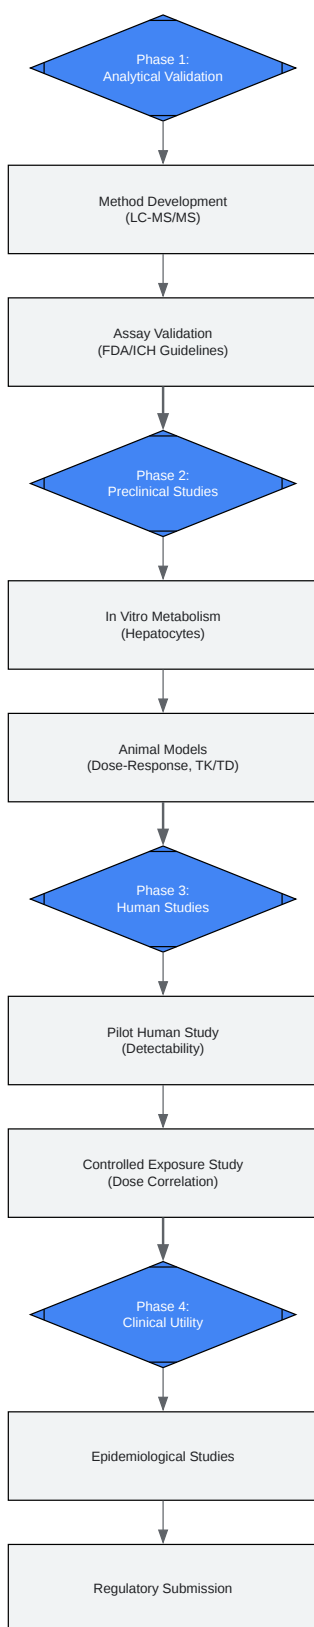 Phase 1:
Analytical Validation
Method Development
(LC-MS/MS)
Assay Validation
(FDA/ICH Guidelines)
Phase 2:
Preclinical Studies
In Vitro Metabolism
(Hepatocytes)
Animal Models
(Dose-Response, TK/TD)
Phase 3:
Human Studies
Pilot Human Study
(Detectability)
Controlled Exposure Study
(Dose Correlation)
Phase 4:
Clinical Utility
Epidemiological Studies
Regulatory Submission